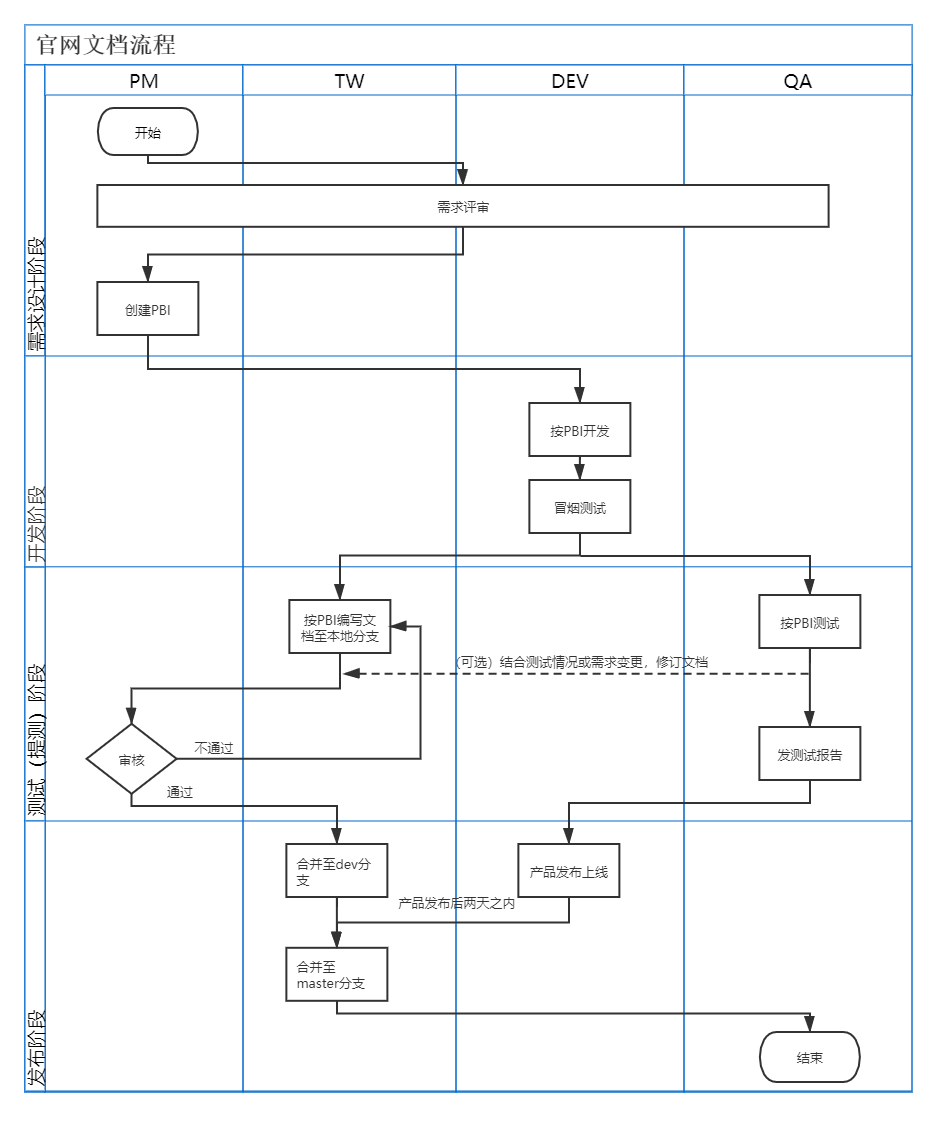 官网文档流程
PM
TW
DEV
QA
需求设计阶段
开始
需求评审
创建PBI
开发阶段
按PBI开发
冒烟测试
测试（提测）阶段
按PBI编写文
档至本地分支
按PBI测试
（可选）结合测试情况或需求变更，修订文档
审核
不通过
发测试报告
通过
发布阶段
合并至dev分
支
产品发布上线
产品发布后两天之内
合并至
master分支
结束